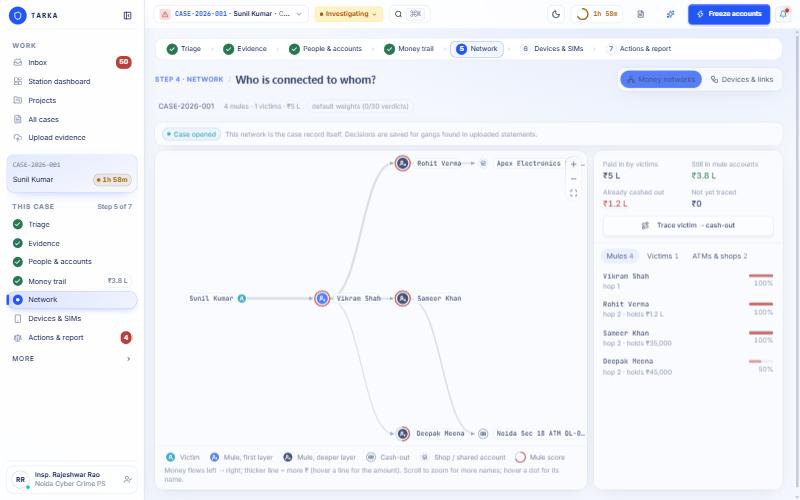 TARKA
CASE-2026-001 · Sunil Kumar · C...
Investigating
⌘K
1h 58m
Freeze accounts
WORK
Inbox 50
Station dashboard
Projects
All cases
Upload evidence
CASE-2026-001
Sunil Kumar 1h 58m
THIS CASE Step 5 of 7
Triage
Evidence
People & accounts
Money trail ₹3.8 L
Network
Devices & SIMs
Actions & report 4
MORE
RR
Insp. Rajeshwar Rao
Noida Cyber Crime PS
Triage
Evidence
People & accounts
Money trail
5 Network
6 Devices & SIMs
7 Actions & report
STEP 4 · NETWORK / Who is connected to whom?
Money networks
Devices & links
CASE-2026-001 4 mules · 1 victims · ₹5 L default weights (0/30 verdicts)
Case opened This network is the case record itself. Decisions are saved for gangs found in uploaded statements.
Rohit Verma
Apex Electronics
Sunil Kumar
Vikram Shah
Sameer Khan
Deepak Meena
Noida Sec 18 ATM DL-0...
Victim
Mule, first layer
Mule, deeper layer
Cash-out
Shop / shared account
Mule score
Money flows left → right; thicker line = more ₹ (hover a line for the amount). Scroll to zoom for more names; hover a dot for its
name.
Paid in by victims Still in mule accounts
₹5 L ₹3.8 L
Already cashed out Not yet traced
₹1.2 L ₹0
Trace victim → cash-out
Mules 4 Victims 1 ATMs & shops 2
Vikram Shah
hop 1 100%
Rohit Verma
hop 2 · holds ₹1.2 L 100%
Sameer Khan
hop 2 · holds ₹35,000 100%
Deepak Meena
hop 2 · holds ₹45,000 50%